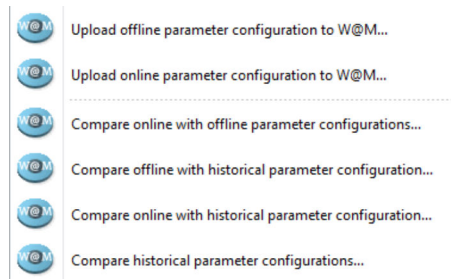 W@M Upload offline parameter configuration to W@M...
W@M Upload online parameter configuration to W@M...
W@M Compare online with offline parameter configurations...
W@M Compare offline with historical parameter configuration...
W@M Compare online with historical parameter configuration...
W@M Compare historical parameter configurations...